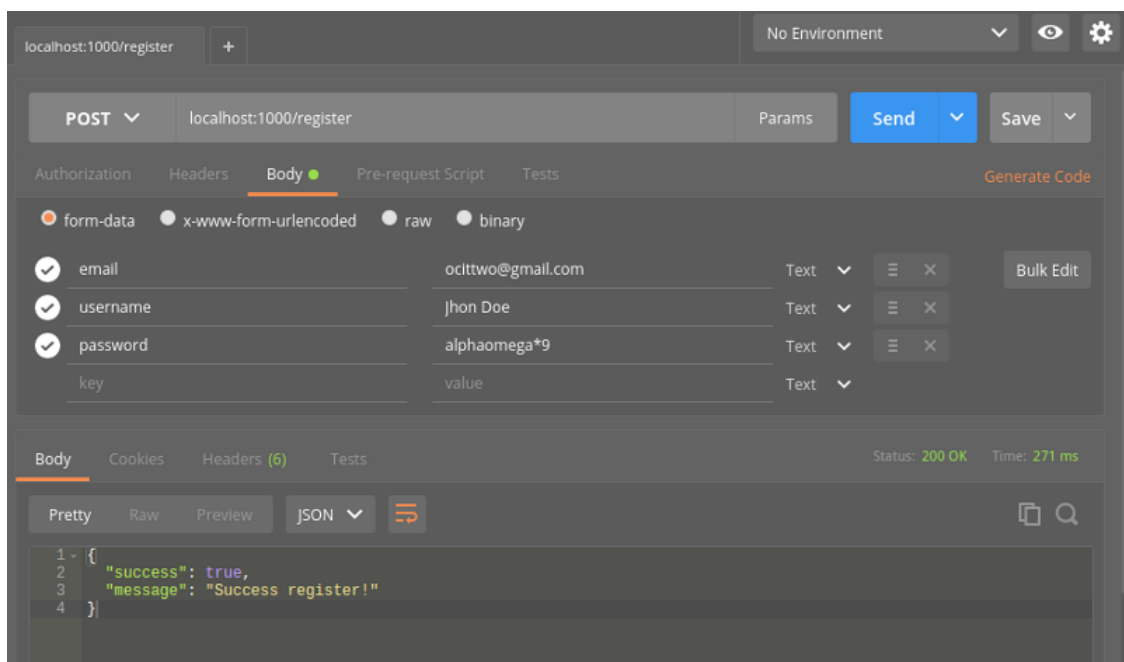 localhost:1000/register +
No Environment
POST localhost:1000/register Params Send Save
Authorization Headers Body Pre-request Script Tests Generate Code
form-data x-www-form-urlencoded raw binary
email ocittwo@gmail.com Text Bulk Edit
username Jhon Doe Text
password alphaomega*9 Text
key value Text
Body Cookies Headers (6) Tests Status: 200 OK Time: 271 ms
Pretty Raw Preview JSON
1 {
2 "success": true,
3 "message": "Success register!"
4 }